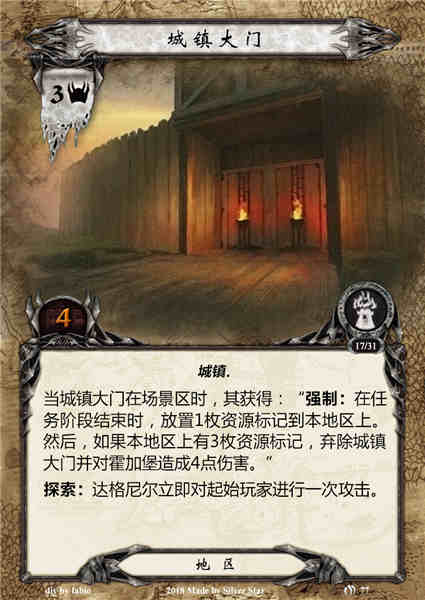 城镇大门
3
4
17/31
城镇.
当城镇大门在场景区时，其获得：“强制：在任
务阶段结束时，放置1枚资源标记到本地区上。
然后，如果本地区上有3枚资源标记，弃除城镇
大门并对霍加堡造成4点伤害。”
探索：达格尼尔立即对起始玩家进行一次攻击。
地区
diy by fabio
2018 Made by Silver Star
77